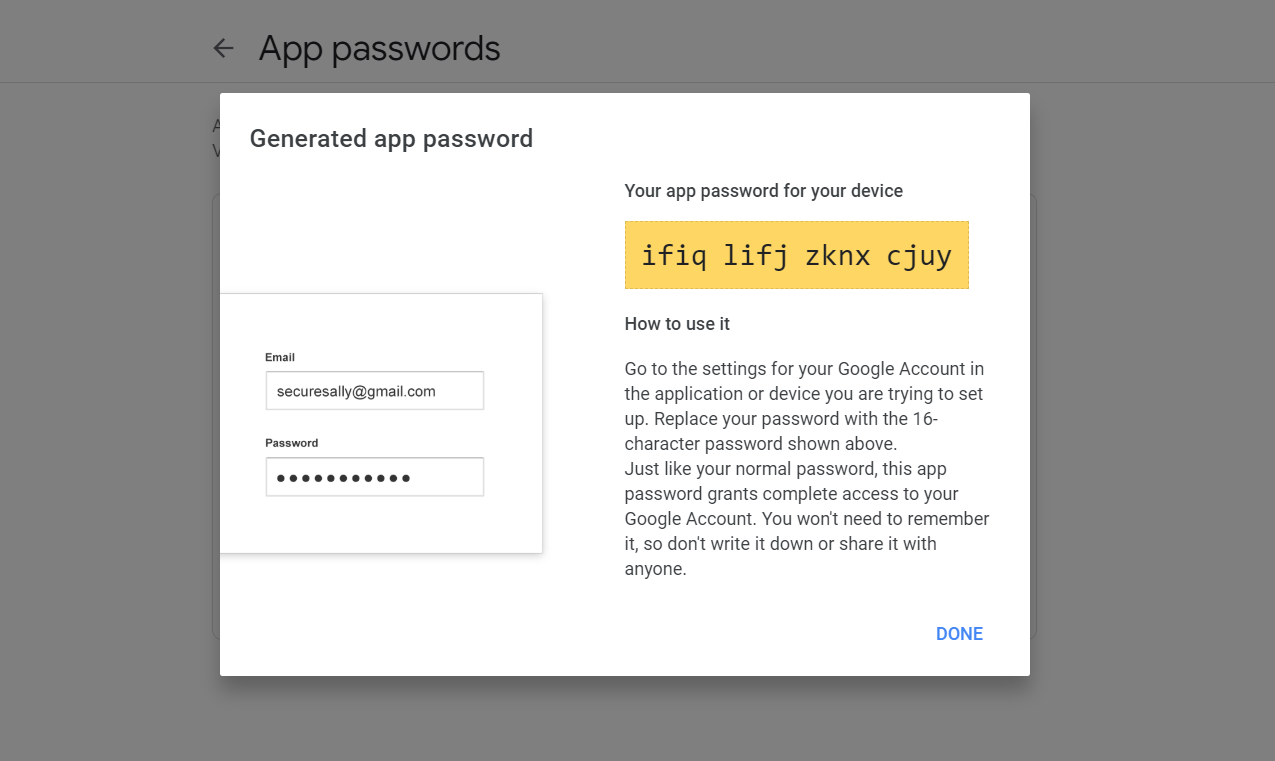 App passwords
Generated app password
Your app password for your device
ifiq lifj zknx cjuy
How to use it
Go to the settings for your Google Account in
the application or device you are trying to set
up. Replace your password with the 16-
character password shown above.
Just like your normal password, this app
password grants complete access to your
Google Account. You won't need to remember
it, so don't write it down or share it with
anyone.
Email
securesally@gmail.com
Password
DONE